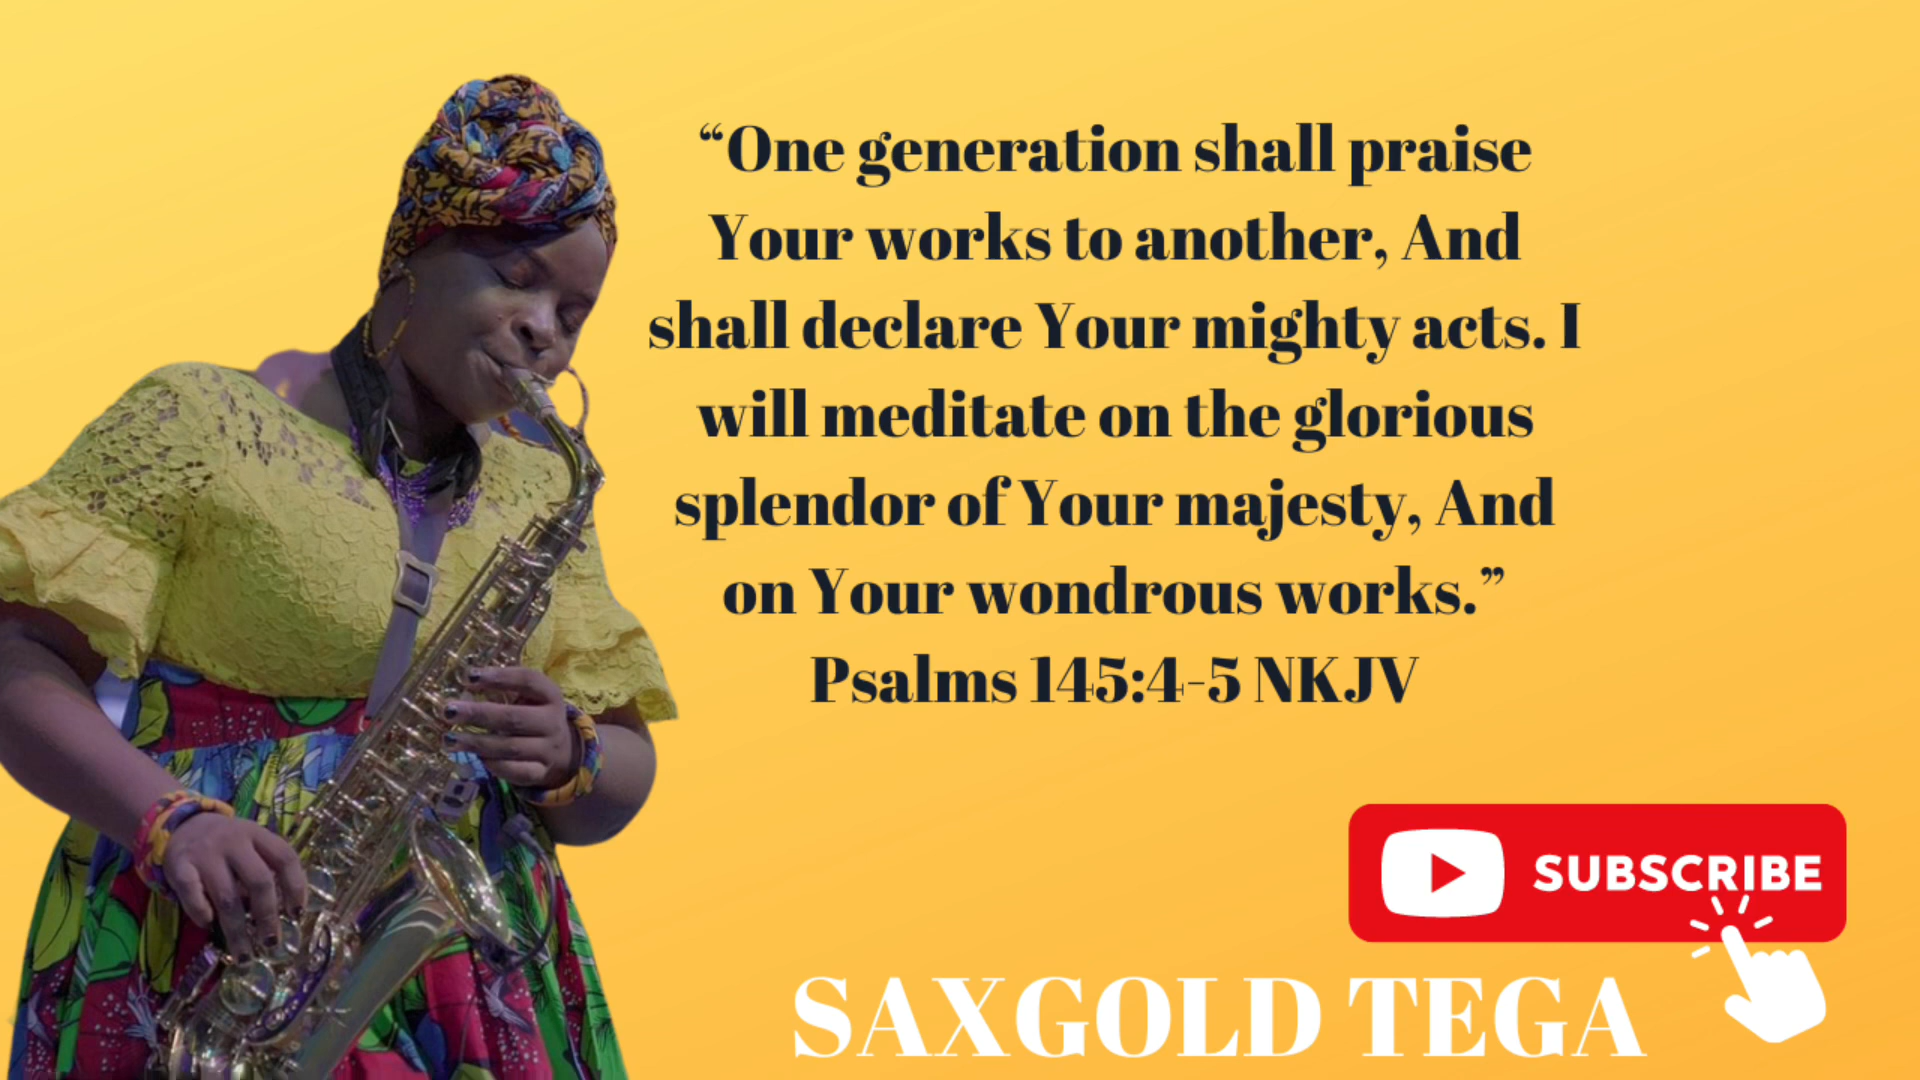 “One generation shall praise
Your works to another, And
shall declare Your mighty acts. I
will meditate on the glorious
splendor of Your majesty, And
on Your wondrous works.”
Psalms 145:4-5 NKJV
SUBSCRIBE
SAXGOLD TEGA